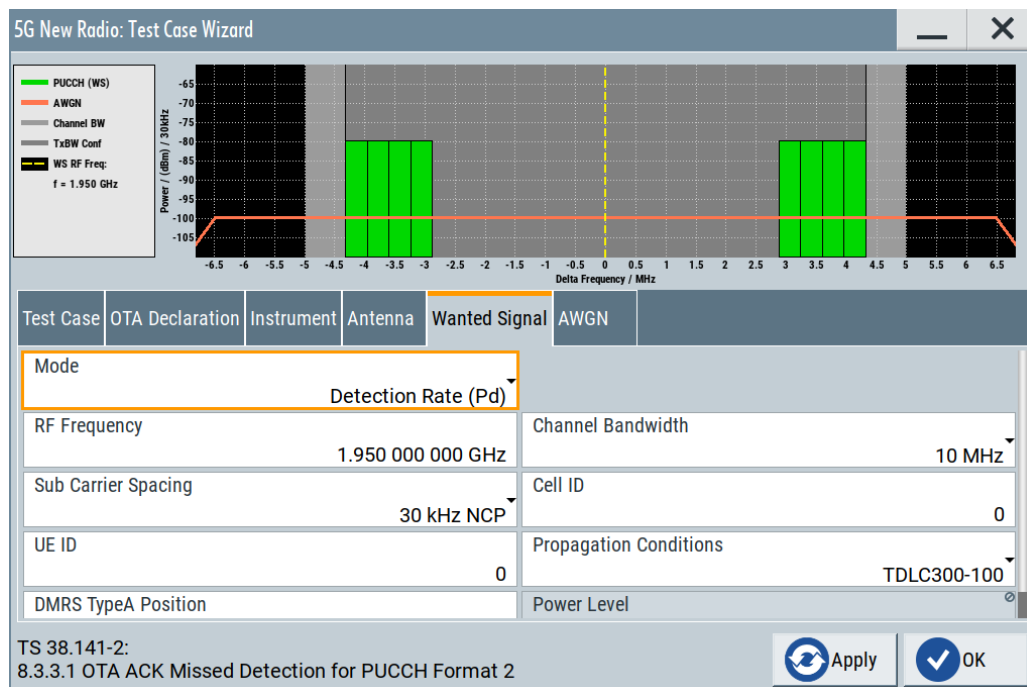 5G New Radio: Test Case Wizard
PUCCH (WS)
AWGN
Channel BW
TxBW Conf
WS RF Freq:
f = 1.950 GHz
Power / (dBm) / 30kHz
-65
-70
-75
-80
-85
-90
-95
-100
-105
-6.5 -6 -5.5 -5 -4.5 -4 -3.5 -3 -2.5 -2 -1.5 -1 -0.5 0 0.5 1 1.5 2 2.5 3 3.5 4 4.5 5 5.5 6 6.5
Delta Frequency / MHz
Test Case OTA Declaration Instrument Antenna Wanted Signal AWGN
Mode
Detection Rate (Pd)
RF Frequency
1.950 000 000 GHz
Channel Bandwidth
10 MHz
Sub Carrier Spacing
30 kHz NCP
Cell ID
0
UE ID
0
Propagation Conditions
TDLC300-100
DMRS TypeA Position
Power Level
TS 38.141-2:
8.3.3.1 OTA ACK Missed Detection for PUCCH Format 2
Apply
OK